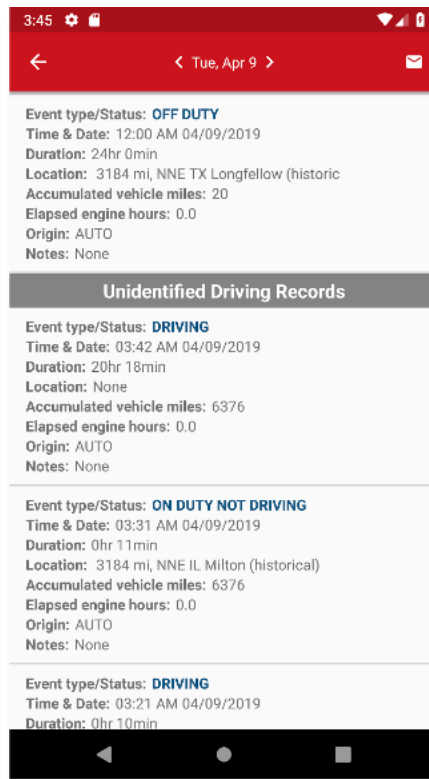 3:45
Tue, Apr 9
Event type/Status: OFF DUTY
Time & Date: 12:00 AM 04/09/2019
Duration: 24hr 0min
Location: 3184 mi, NNE TX Longfellow (historic
Accumulated vehicle miles: 20
Elapsed engine hours: 0.0
Origin: AUTO
Notes: None
Unidentified Driving Records
Event type/Status: DRIVING
Time & Date: 03:42 AM 04/09/2019
Duration: 20hr 18min
Location: None
Accumulated vehicle miles: 6376
Elapsed engine hours: 0.0
Origin: AUTO
Notes: None
Event type/Status: ON DUTY NOT DRIVING
Time & Date: 03:31 AM 04/09/2019
Duration: 0hr 11min
Location: 3184 mi, NNE IL Milton (historical)
Accumulated vehicle miles: 6376
Elapsed engine hours: 0.0
Origin: AUTO
Notes: None
Event type/Status: DRIVING
Time & Date: 03:21 AM 04/09/2019
Duration: 0hr 10min